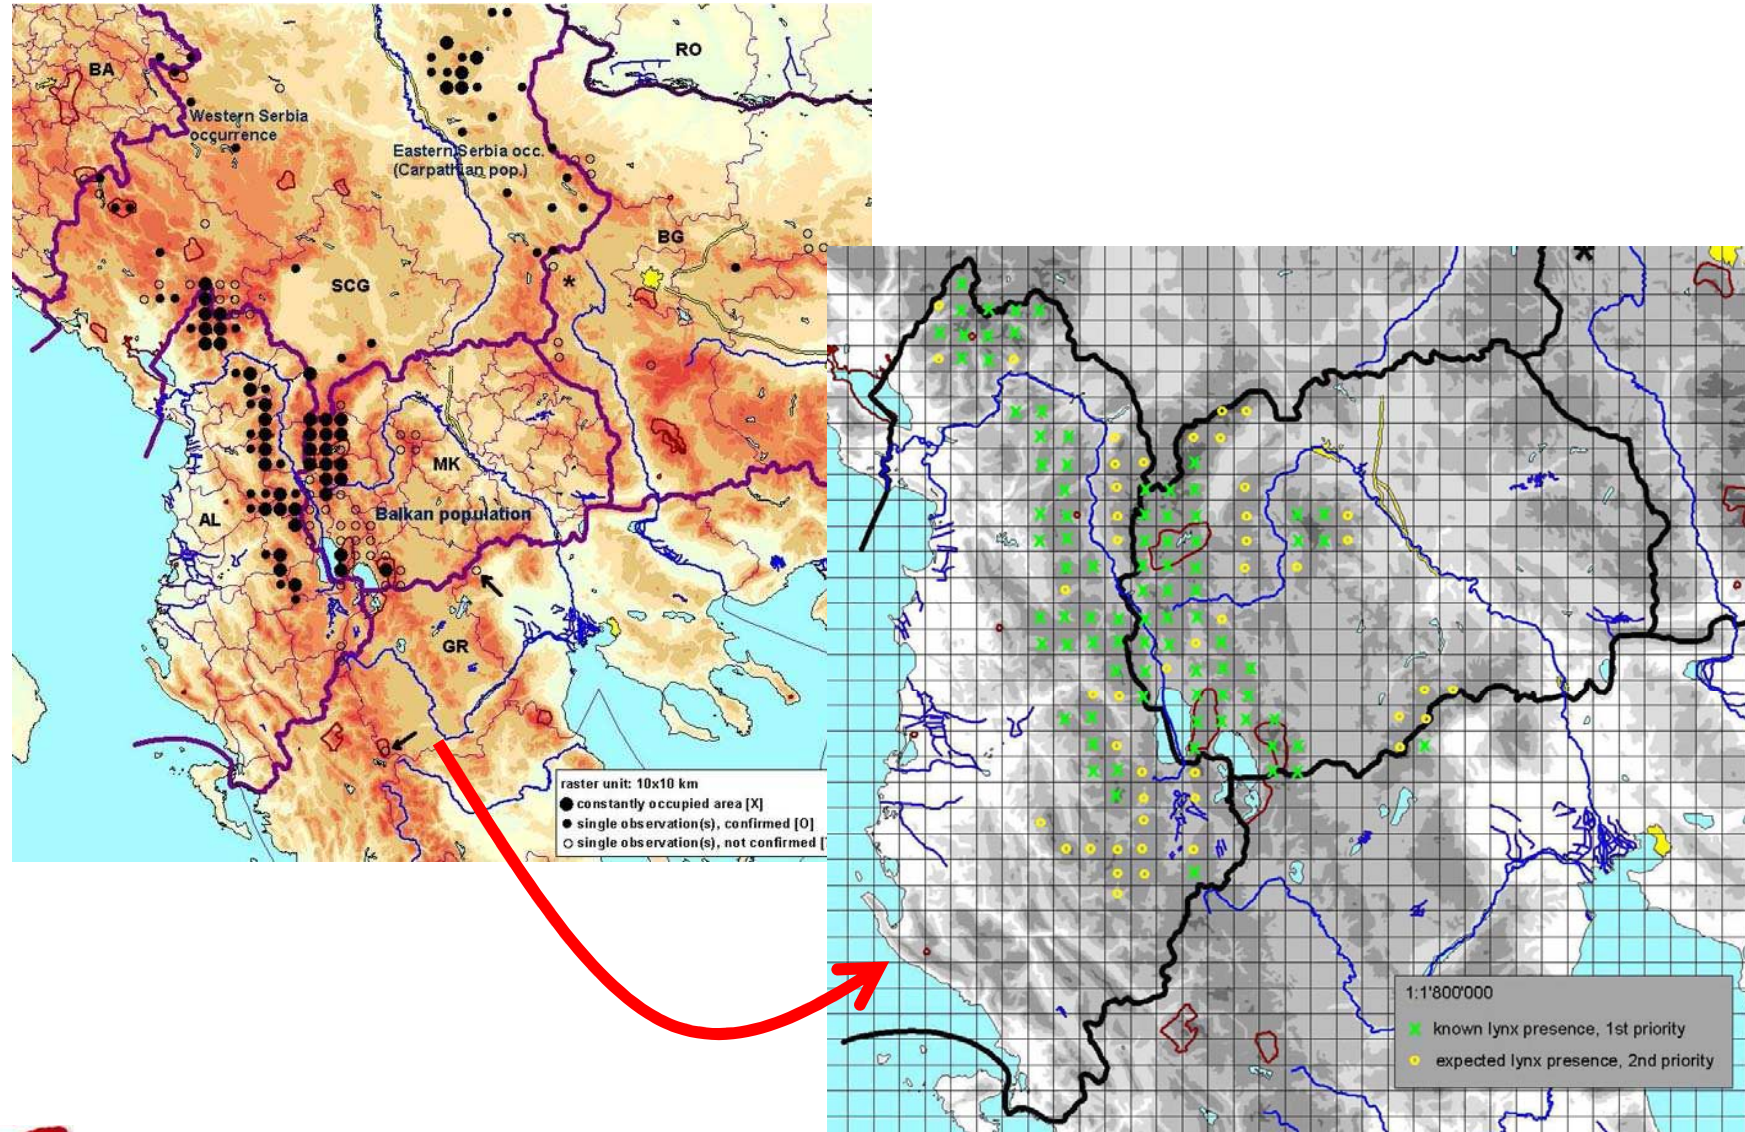 RO
BA
Western Serbia
occurrence
Eastern Serbia occ.
(Carpathian pop.)
BG
*
SCG
MK
Balkan population
AL
GR
raster unit: 10x10 km
constantly occupied area [X]
single observation(s), confirmed [O]
single observation(s), not confirmed [
*
1:1'800'000
x known lynx presence, 1st priority
o expected lynx presence, 2nd priority